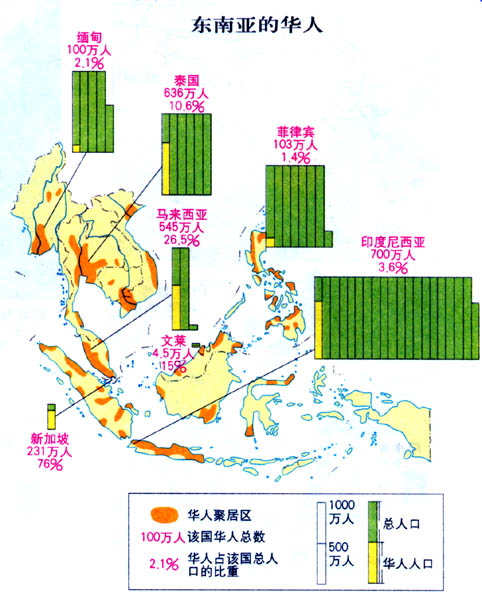 东南亚的华人
缅甸
100万人
2.1%
泰国
636万人
10.6%
菲律宾
103万人
1.4%
马来西亚
545万人
26.5%
印度尼西亚
700万人
3.6%
文莱
4.5万人
15%
新加坡
231万人
76%
华人聚居区
100万人 该国华人总数
2.1% 华人占该国总人
口的比重
1000
万人
500
万人
总人口
华人人口